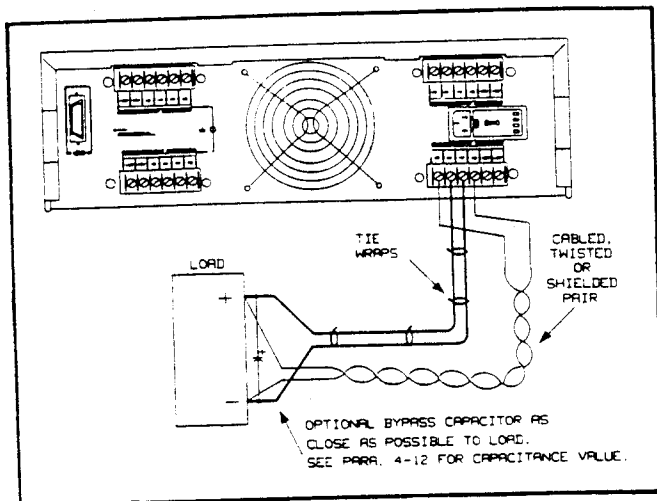 TIE
WRAPS
CABLED,
TWISTED
OR
SHIELDED
PAIR
LOAD
+
+
−
OPTIONAL BYPASS CAPACITOR AS
CLOSE AS POSSIBLE TO LOAD.
SEE PARA. 4-12 FOR CAPACITANCE VALUE.